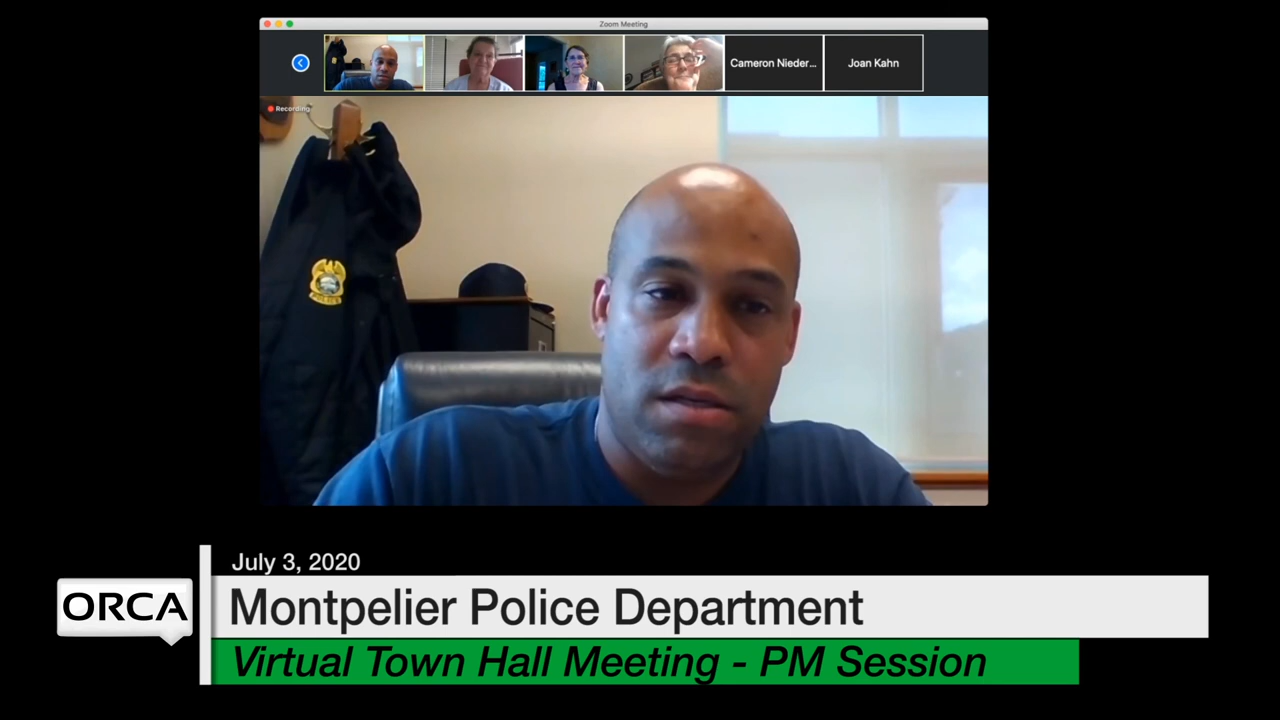 Zoom Meeting
Cameron Nieder...
Joan Kahn
Recording
POLICE
July 3, 2020
ORCA
Montpelier Police Department
Virtual Town Hall Meeting - PM Session